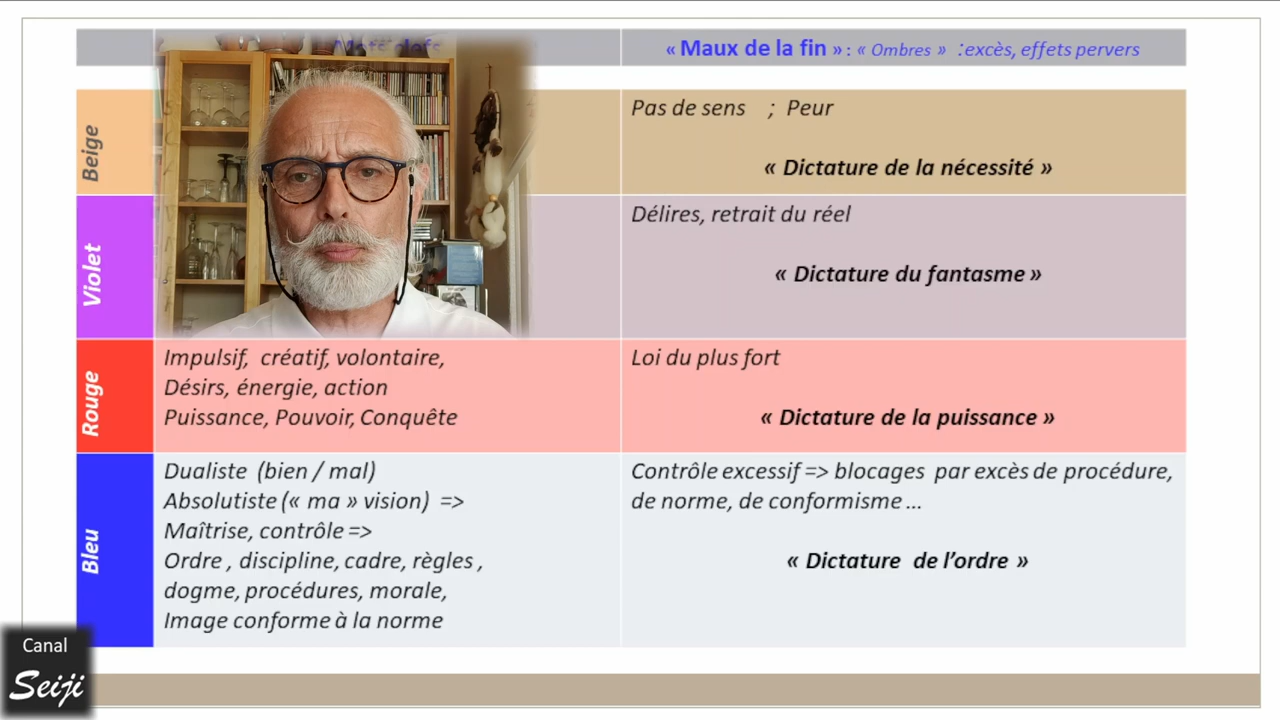 « Maux de la fin » : « Ombres » :excès, effets pervers
Beige
Pas de sens ; Peur
« Dictature de la nécessité »
Violet
Délires, retrait du réel
« Dictature du fantasme »
Rouge
Impulsif, créatif, volontaire,
Désirs, énergie, action
Puissance, Pouvoir, Conquête
Loi du plus fort
« Dictature de la puissance »
Bleu
Dualiste (bien / mal)
Absolutiste (« ma » vision) =>
Maîtrise, contrôle =>
Ordre , discipline, cadre, règles ,
dogme, procédures, morale,
Image conforme à la norme
Contrôle excessif => blocages par excès de procédure,
de norme, de conformisme ...
« Dictature de l’ordre »
Canal
Seiji